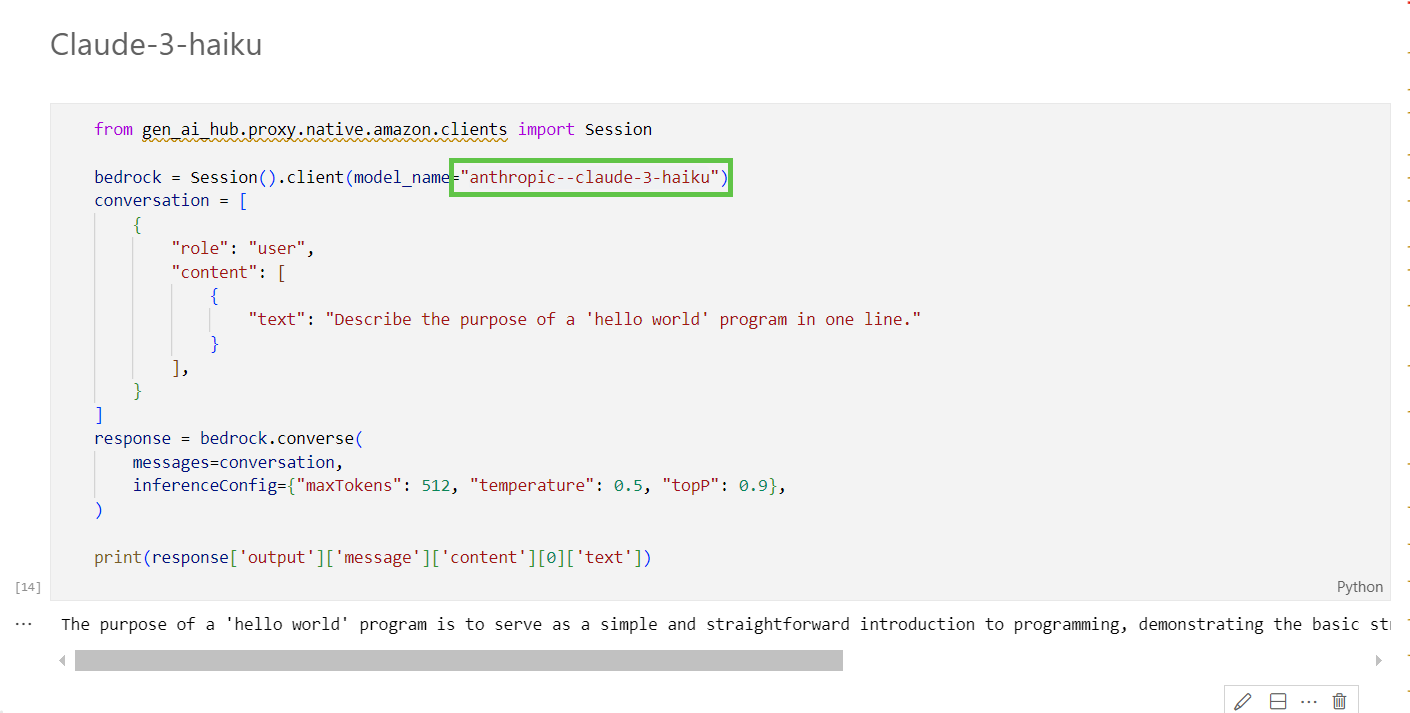 Claude-3-haiku
from gen_ai_hub.proxy.native.amazon.clients import Session
bedrock = Session().client(model_name="anthropic--claude-3-haiku")
conversation = [
{
"role": "user",
"content": [
{
"text": "Describe the purpose of a 'hello world' program in one line."
}
],
}
]
response = bedrock.converse(
messages=conversation,
inferenceConfig={"maxTokens": 512, "temperature": 0.5, "topP": 0.9},
)
print(response['output']['message']['content'][0]['text'])
[14]
Python
... The purpose of a 'hello world' program is to serve as a simple and straightforward introduction to programming, demonstrating the basic